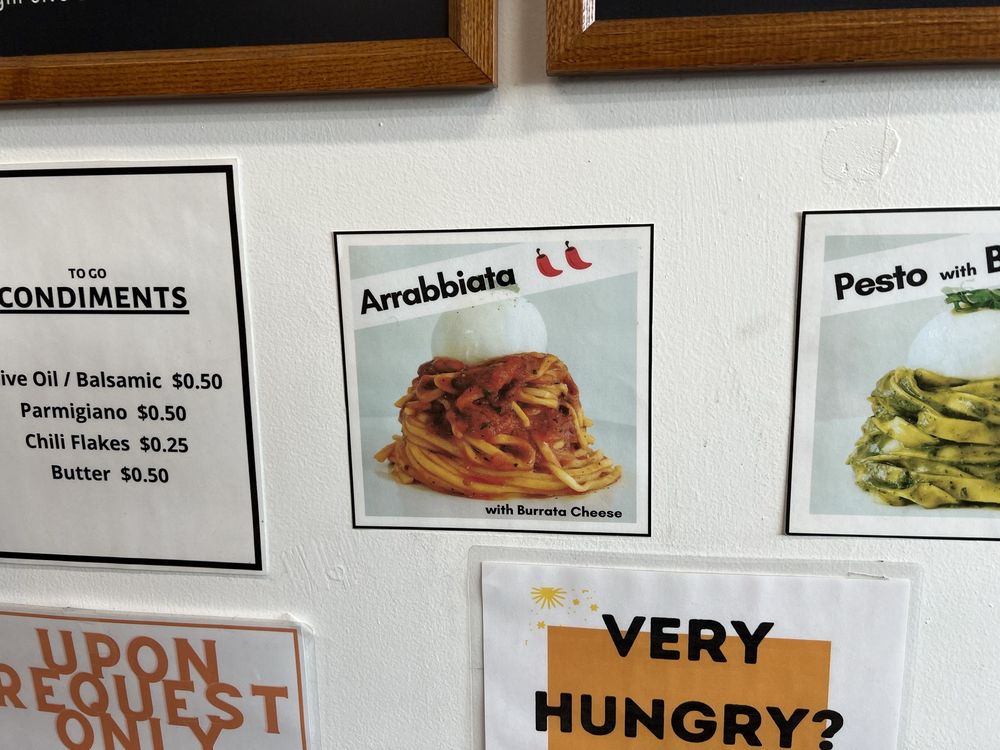 TO GO
CONDIMENTS
Oil / Balsamic $0.50
Parmigiano $0.50
Chili Flakes $0.25
Butter $0.50
Arrabbiata
with Burrata Cheese
Pesto with
UPON
REQUEST
ONLY
VERY
HUNGRY?